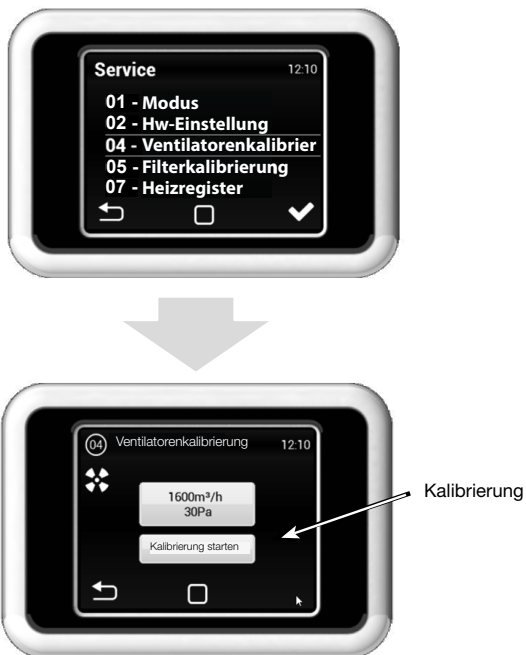 Service 12:10
01 - Modus
02 - Hw-Einstellung
04 - Ventilatorenkalibrier
05 - Filterkalibrierung
07 - Heizregister
04 Ventilatorenkalibrierung 12:10
1600m³/h
30Pa
Kalibrierung
Kalibrierung starten